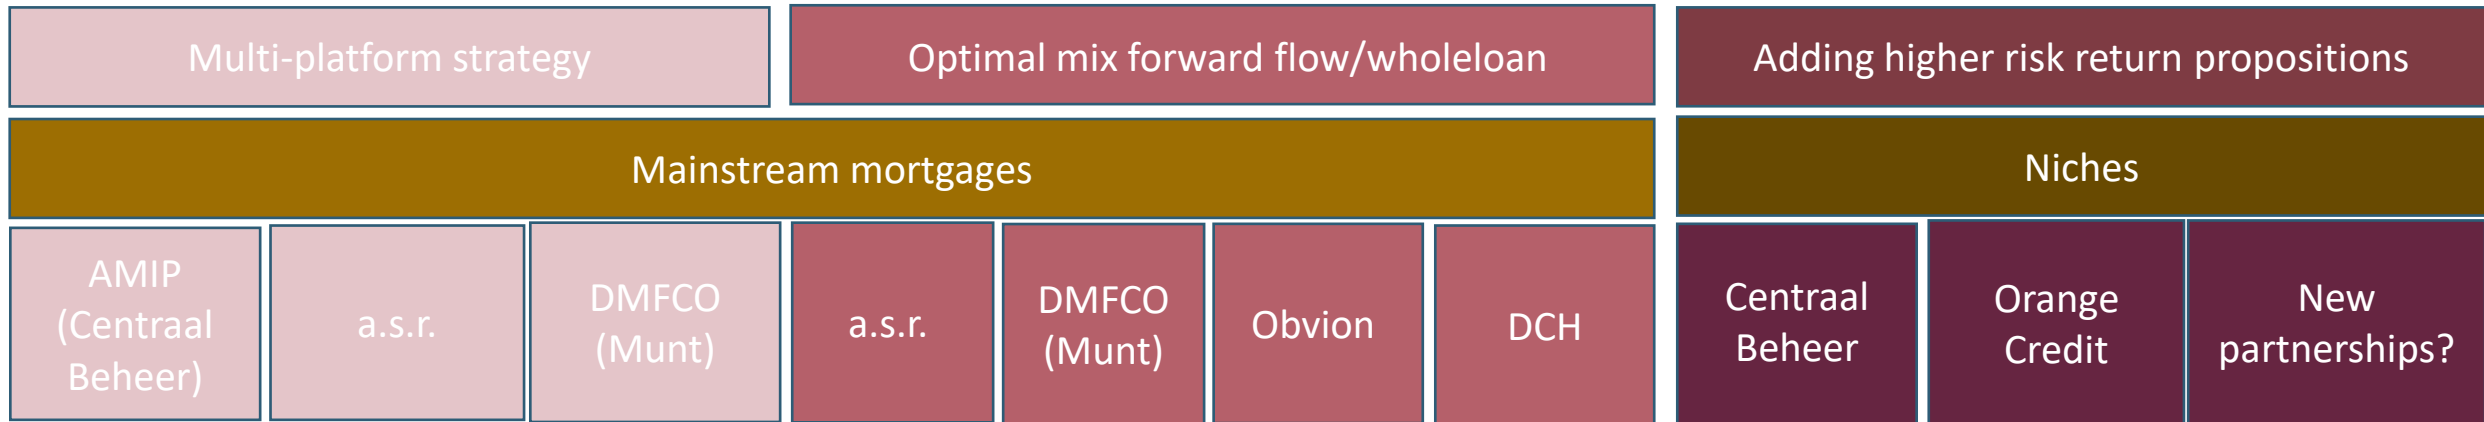 Multi-platform strategy
Optimal mix forward flow/wholeloan
Adding higher risk return propositions
Mainstream mortgages
Niches
AMIP
(Centraal
Beheer)
a.s.r.
DMFCO
(Munt)
a.s.r.
DMFCO
(Munt)
Obvion
DCH
Centraal
Beheer
Orange
Credit
New
partnerships?